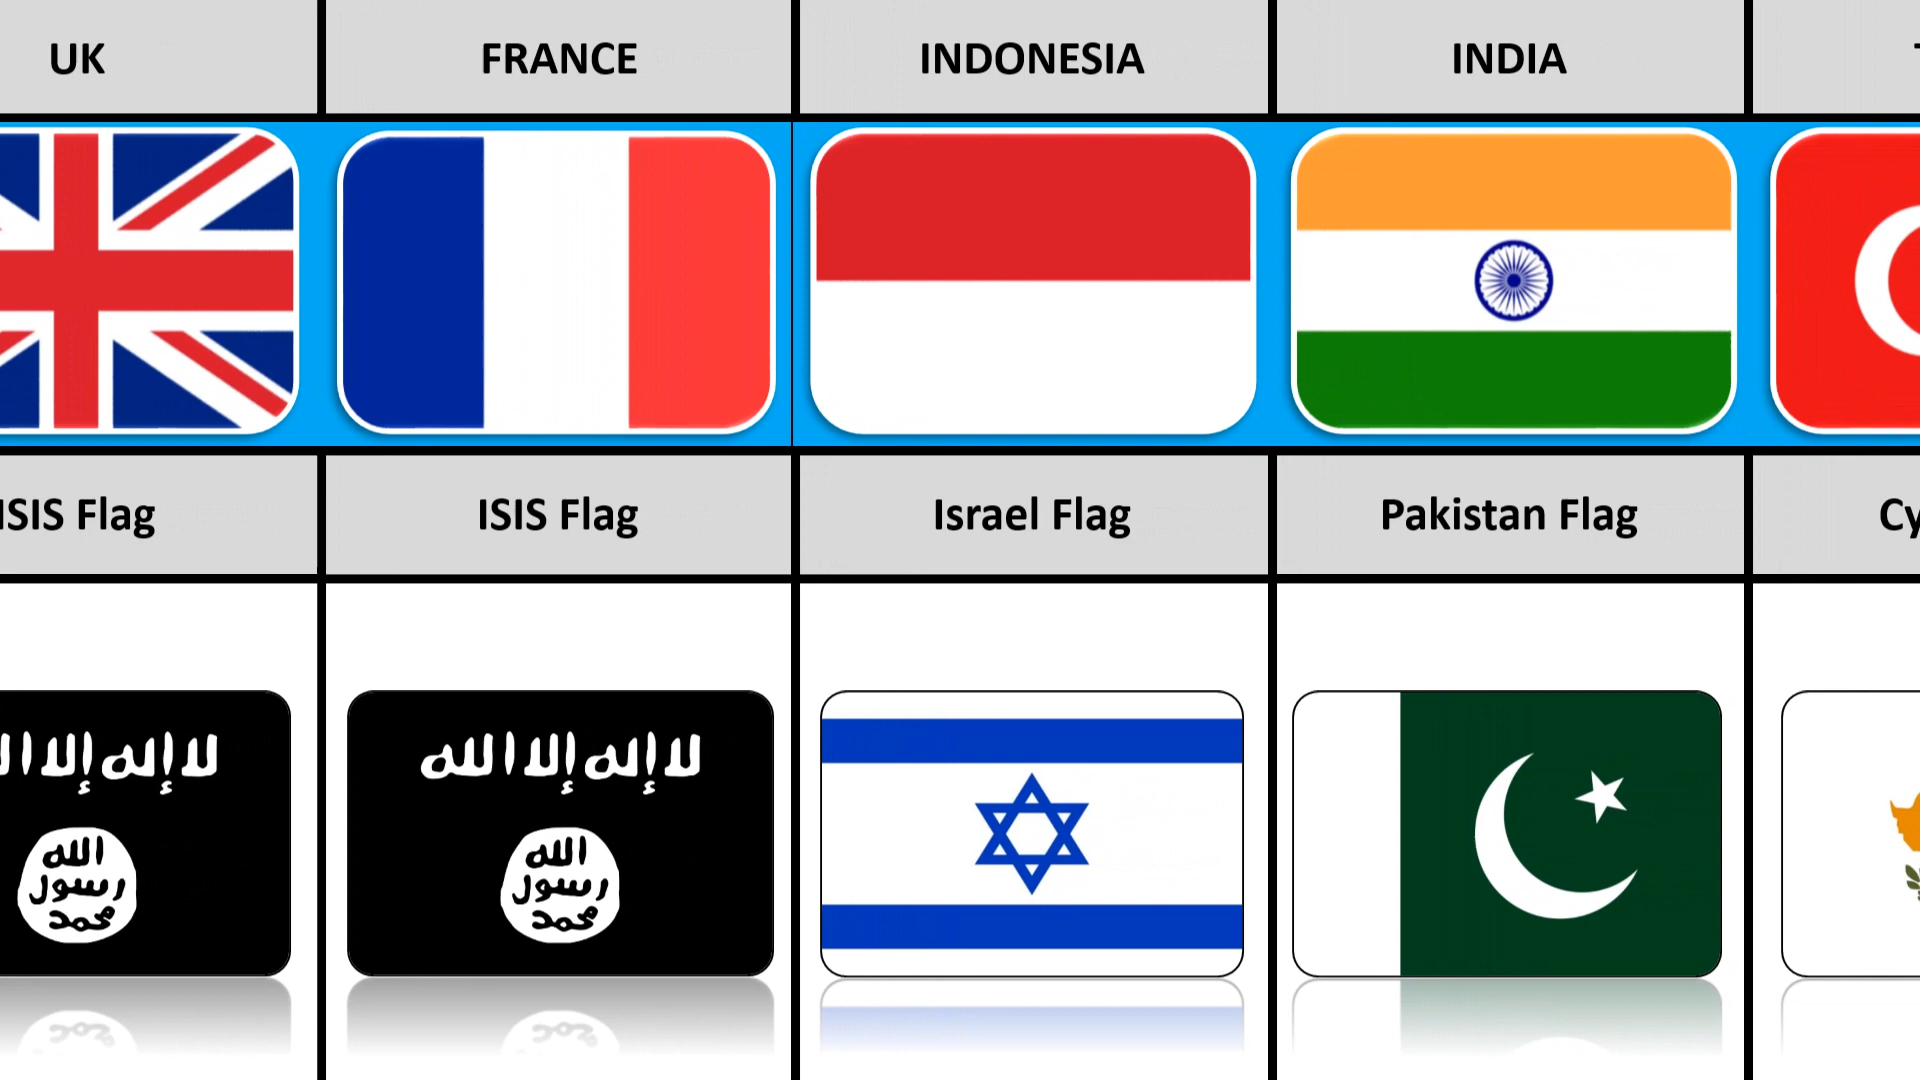 UK
FRANCE
INDONESIA
INDIA
ISIS Flag
ISIS Flag
Israel Flag
Pakistan Flag
Cy
لا إله إلا ا
الله
رسول
محمد
لا إله إلا الله
الله
رسول
محمد